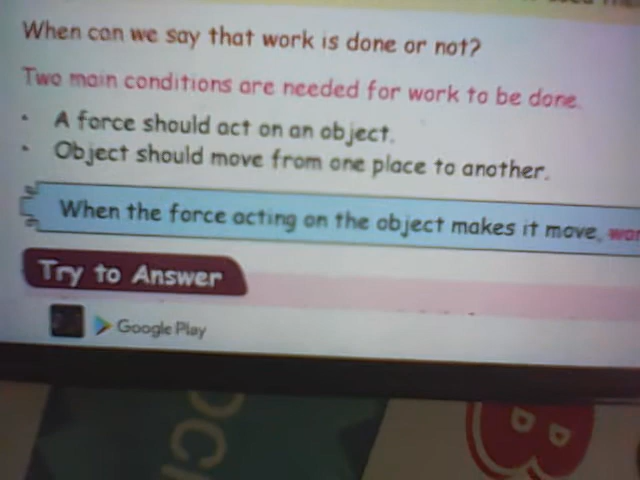 When can we say that work is done or not?
Two main conditions are needed for work to be done.
• A force should act on an object.
• Object should move from one place to another.
When the force acting on the object makes it move,
Try to Answer
Google Play
OCI
B